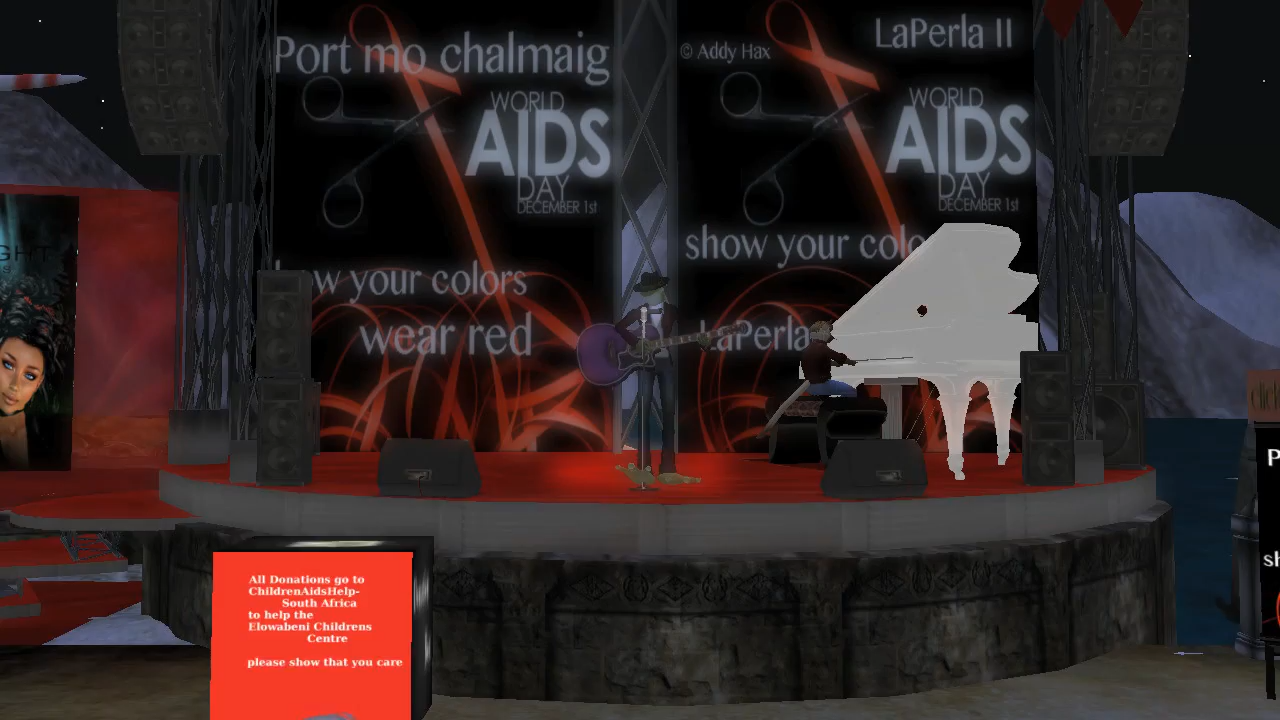 Port mo chalmaig
WORLD
AIDS
DAY
DECEMBER 1st
ow your colors
wear red
© Addy Hax
LaPerla II
WORLD
AIDS
DAY
DECEMBER 1st
show your colo
LaPerla
GHT
All Donations go to
ChildrenAidsHelp-
South Africa
to help the
Elowabeni Childrens
Centre
please show that you care
P
sh